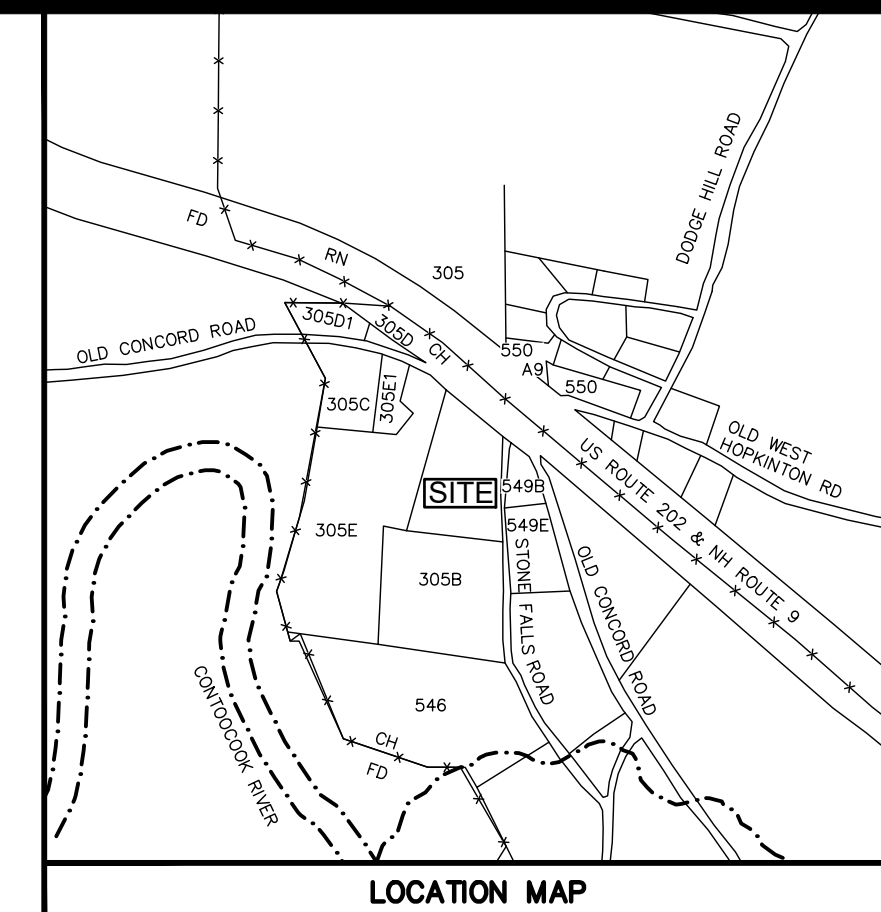 DODGE HILL ROAD
FD
RN
305
305D1
305D
CH
OLD CONCORD ROAD
550
A9
550
305C
305E1
OLD WEST
HOPKINTON RD
US ROUTE 202 & NH ROUTE 9
SITE
549B
549E
305E
305B
STONE FALLS ROAD
OLD CONCORD ROAD
546
CONTOOCOOK RIVER
CH
FD
LOCATION MAP